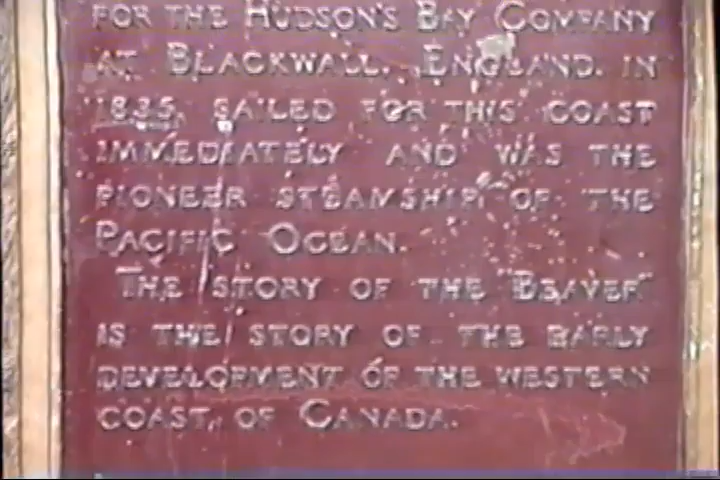 FOR THE HUDSON'S BAY COMPANY
AT BLACKWALL, ENGLAND, IN
1835, SAILED FOR THIS COAST
IMMEDIATELY AND WAS THE
PIONEER STEAMSHIP OF THE
PACIFIC OCEAN.
THE STORY OF THE "BEAVER"
IS THE STORY OF THE EARLY
DEVELOPMENT OF THE WESTERN
COAST, OF CANADA.